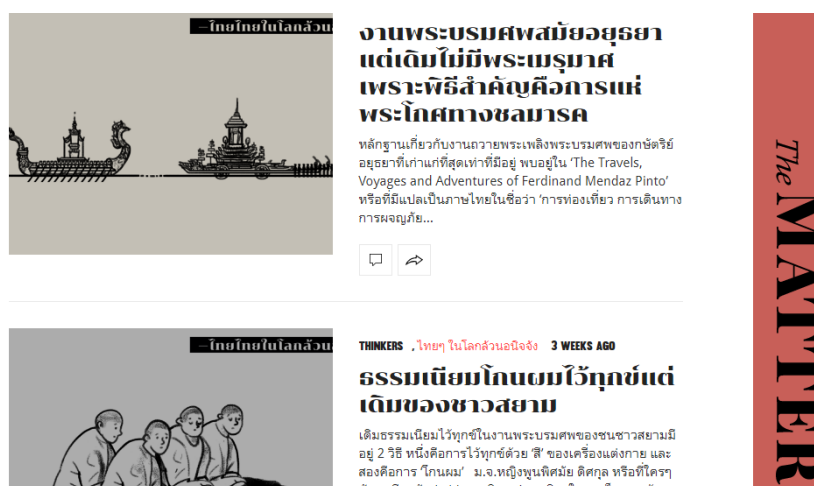 —ไทยไทยในโลกล้วน
งานพระบรมศพสมัยอยุธยา
แต่เดิมไม่มีพระเมรุมาศ
เพราะพิธีสำคัญคือการแห่
พระโกศทางชลมารค
หลักฐานเกี่ยวกับงานถวายพระเพลิงพระบรมศพของกษัตริย์
อยุธยาที่เก่าแก่ที่สุดเท่าที่มีอยู่ พบอยู่ใน ‘The Travels,
Voyages and Adventures of Ferdinand Mendaz Pinto’
หรือที่มีแปลเป็นภาษาไทยในชื่อว่า ‘การท่องเที่ยว การเดินทาง
การผจญภัย...
—ไทยไทยในโลกล้วน
THINKERS , ไทยๆ ในโลกล้วนอนิจจัง 3 WEEKS AGO
ธรรมเนียมโกนผมไว้ทุกข์แต่
เดิมของชาวสยาม
เดิมธรรมเนียมไว้ทุกข์ในงานพระบรมศพของชนชาวสยามมี
อยู่ 2 วิธี หนึ่งคือการไว้ทุกข์ด้วย ‘สี’ ของเครื่องแต่งกาย และ
สองคือการ ‘โกนผม’ ม.จ.หญิงพูนพิศมัย ดิศกุล หรือที่ใครๆ
The MATTER